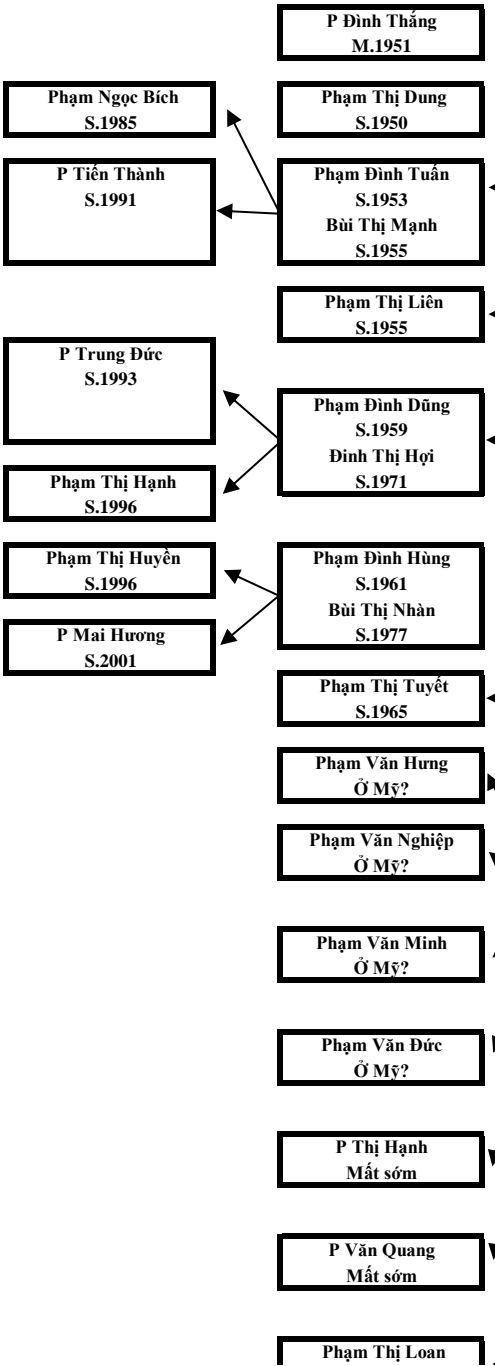 P Đình Thắng
M.1951
Phạm Ngọc Bích
S.1985
Phạm Thị Dung
S.1950
P Tiến Thành
S.1991
Phạm Đình Tuấn
S.1953
Bùi Thị Mạnh
S.1955
Phạm Thị Liên
S.1955
P Trung Đức
S.1993
Phạm Đình Dũng
S.1959
Đinh Thị Hợi
S.1971
Phạm Thị Hạnh
S.1996
Phạm Thị Huyền
S.1996
Phạm Đình Hùng
S.1961
Bùi Thị Nhàn
S.1977
P Mai Hương
S.2001
Phạm Thị Tuyết
S.1965
Phạm Văn Hưng
Ở Mỹ?
Phạm Văn Nghiệp
Ở Mỹ?
Phạm Văn Minh
Ở Mỹ?
Phạm Văn Đức
Ở Mỹ?
P Thị Hạnh
Mất sớm
P Văn Quang
Mất sớm
Phạm Thị Loan